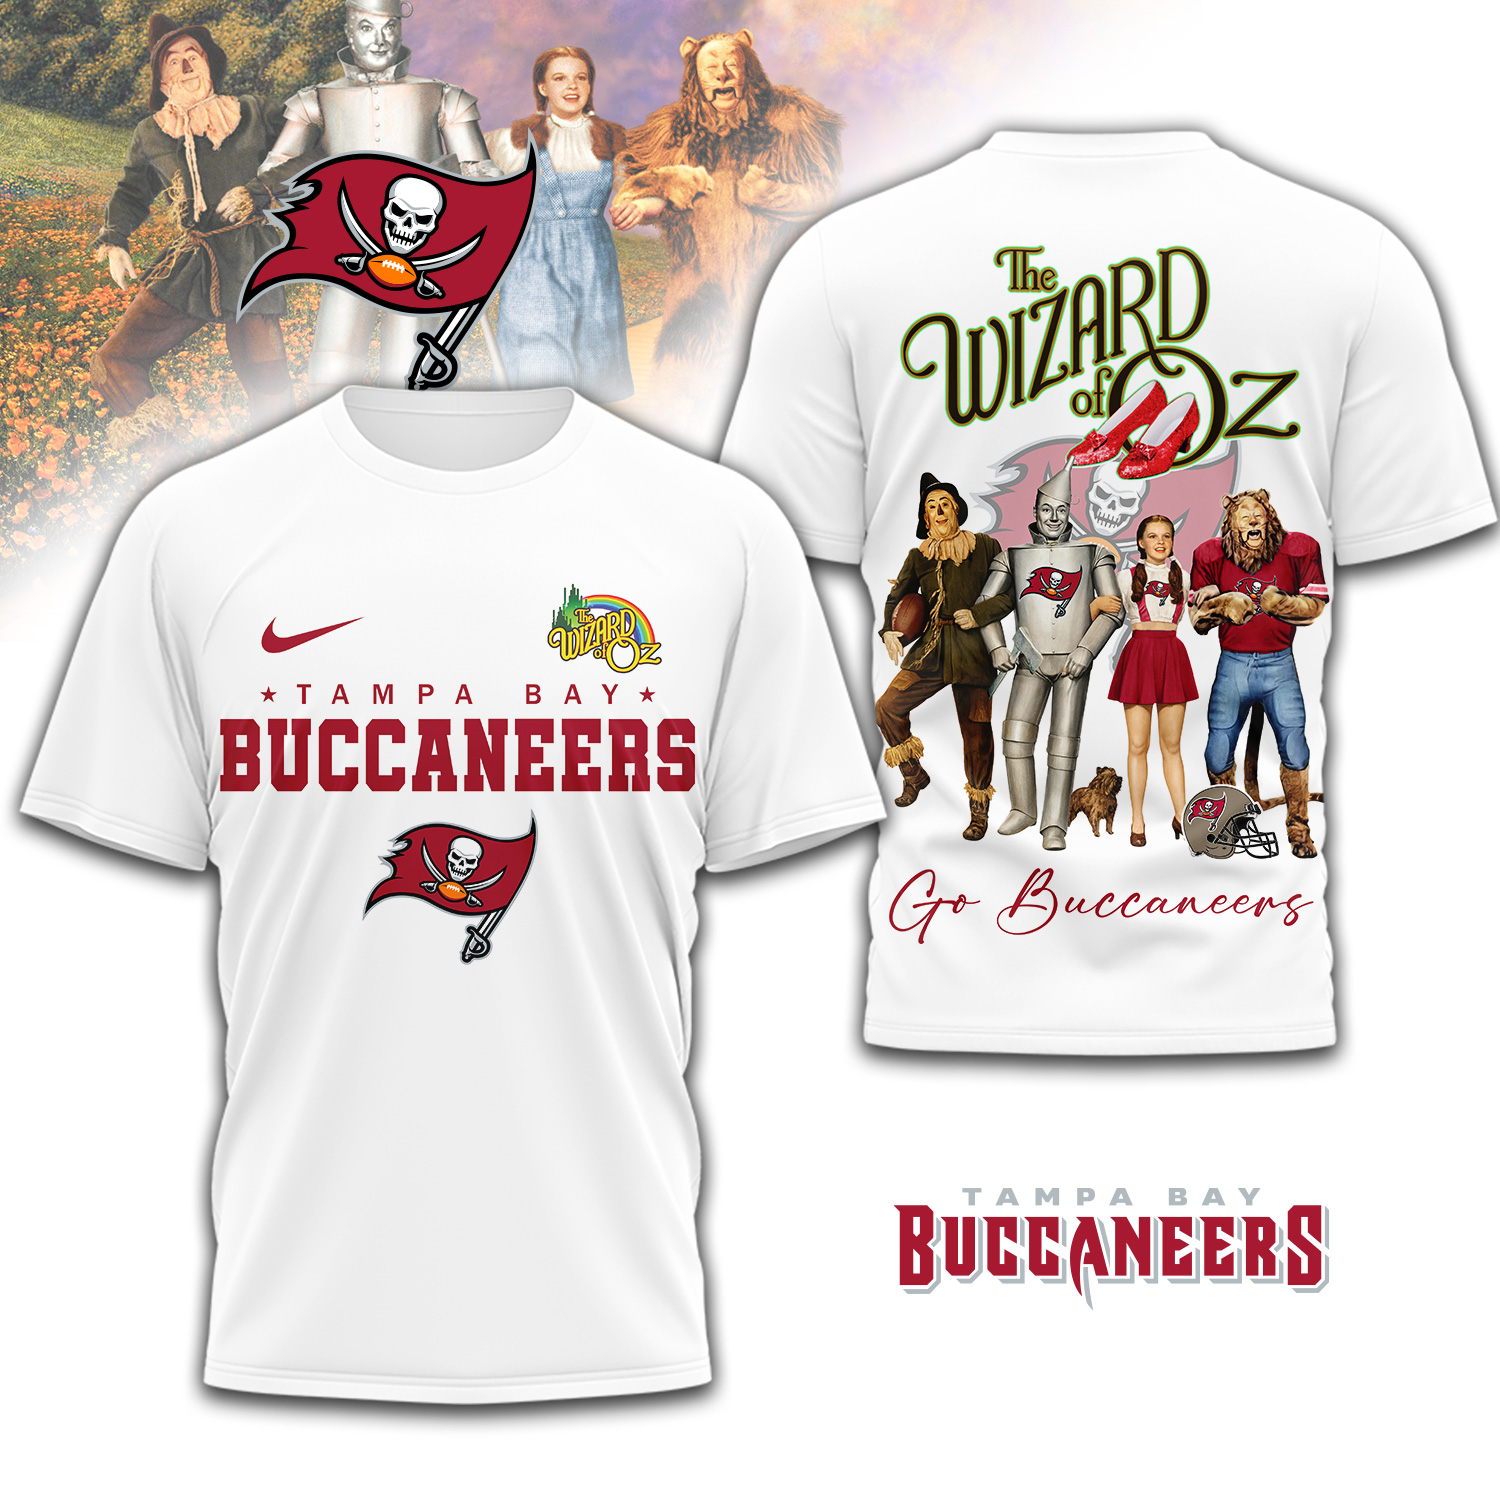 The
WIZARD
of OZ
The
WIZARD
of OZ
★ TAMPA BAY ★
BUCCANEERS
Go Buccaneers
TAMPA BAY
BUCCANEERS